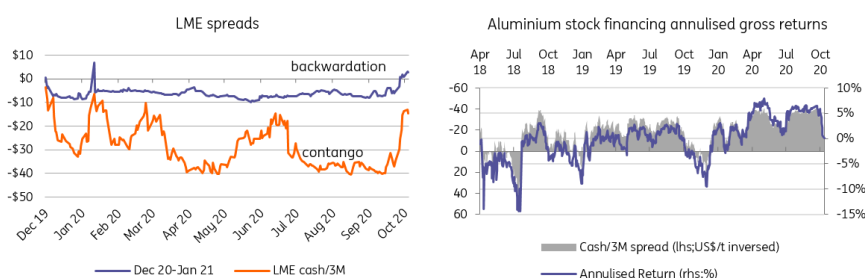 LME spreads
$10
$0
-$10
-$20
-$30
-$40
-$50
backwardation
contango
Dec 19
Jan 20
Feb 20
Mar 20
Apr 20
May 20
Jun 20
Jul 20
Aug 20
Sep 20
Oct 20
Dec 20-Jan 21
LME cash/3M
Aluminium stock financing annualised gross returns
Apr Jul Oct Jan Apr Jul Oct Jan Apr Jul Oct
18 18 18 19 19 19 19 20 20 20 20
-60
-40
-20
0
20
40
60
10%
5%
0%
-5%
-10%
-15%
Cash/3M spread (lhs;US$/t inversed)
Annualised Return (rhs;%)